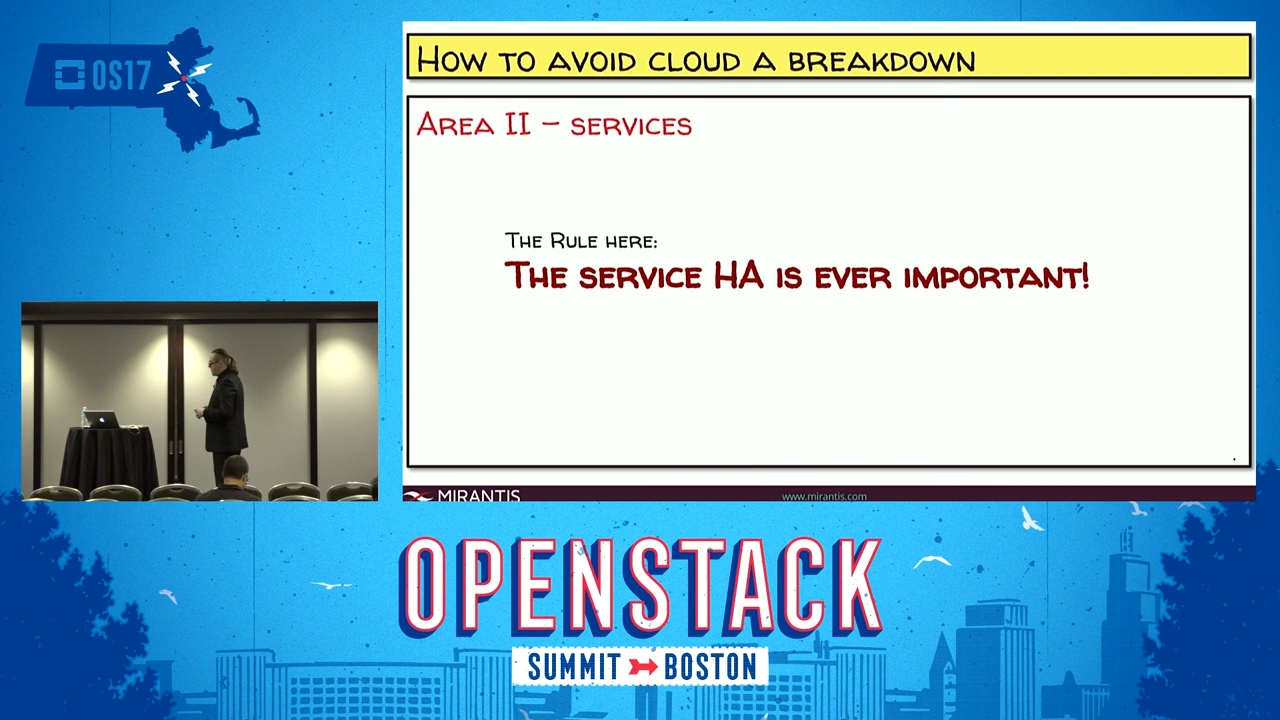 OS17
How to avoid cloud a breakdown
Area II – services
The Rule here:
The service HA is ever important!
MIRANTIS
www.mirantis.com
OPENSTACK
SUMMIT BOSTON